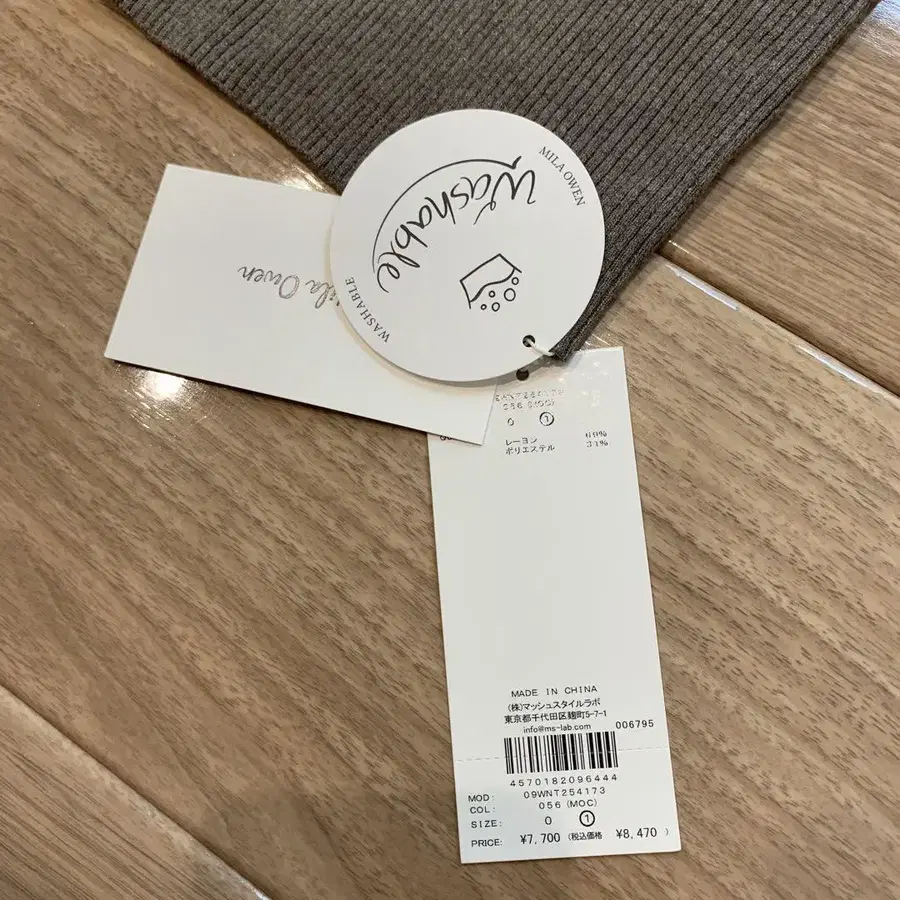 MILA OWEN
Washable
WASHABLE
Mila Owen
056 (MOC)
0 ①
レーヨン 69%
ポリエステル 31%
MADE IN CHINA
(株)マッシュスタイルラボ
東京都千代田区麹町5-7-1
info@ms-lab.com 006795
4570182096444
MOD: 09WNT254173
COL: 056(MOC)
SIZE: 0 ①
PRICE: ¥7,700 (税込価格 ¥8,470 )